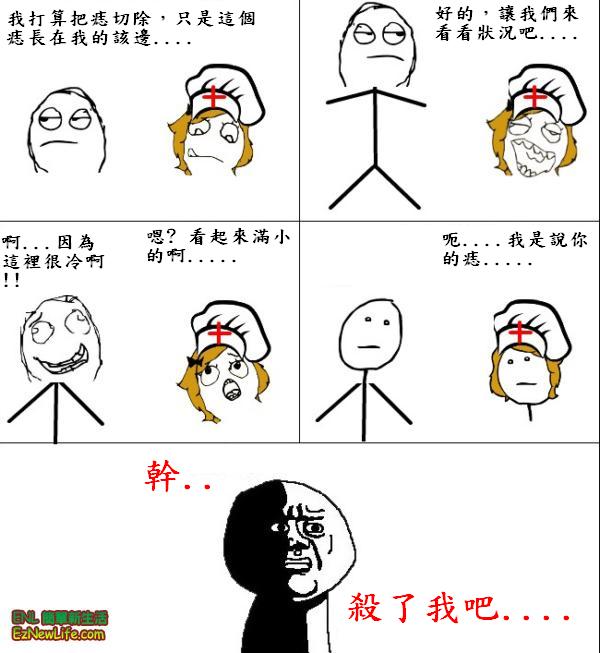 我打算把痣切除，只是這個
痣長在我的該邊....
好的，讓我們來
看看狀況吧....
啊...因為
這裡很冷啊
!!
嗯? 看起來滿小
的啊.....
呃....我是說你
的痣.....
幹..
殺了我吧....
ENL 簡單新生活
EzNewLife.com